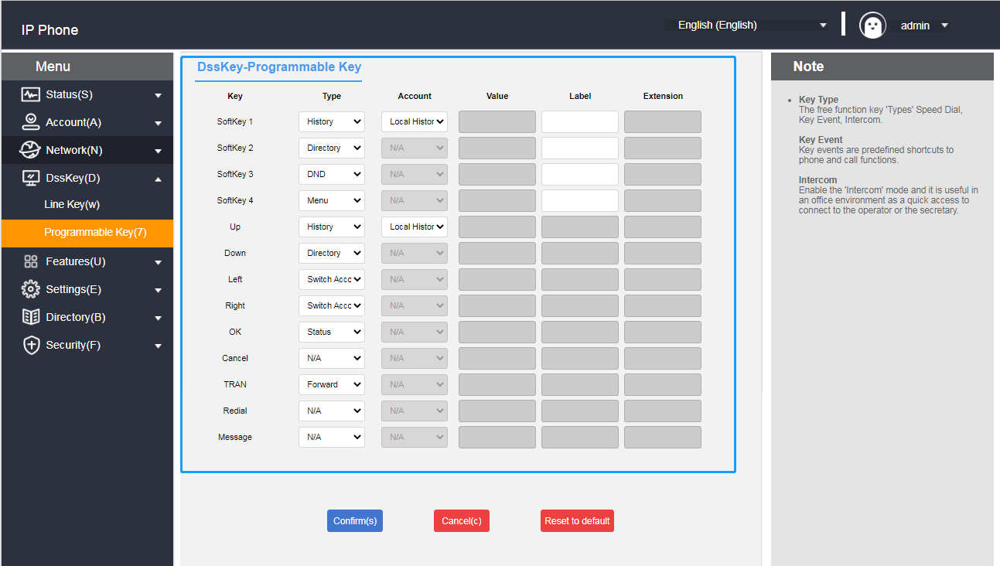 IP Phone
English (English)
admin
Menu
Status(S)
Account(A)
Network(N)
DssKey(D)
Line Key(w)
Programmable Key(7)
Features(U)
Settings(E)
Directory(B)
Security(F)
DssKey-Programmable Key
Key Type Account Value Label Extension
SoftKey 1 History Local Histor
SoftKey 2 Directory N/A
SoftKey 3 DND N/A
SoftKey 4 Menu N/A
Up History Local Histor
Down Directory N/A
Left Switch Acco N/A
Right Switch Acco N/A
OK Status N/A
Cancel N/A N/A
TRAN Forward N/A
Redial N/A N/A
Message N/A N/A
Confirm(s) Cancel(c) Reset to default
Note
Key Type
The free function key 'Types' Speed Dial,
Key Event, Intercom.
Key Event
Key events are predefined shortcuts to
phone and call functions.
Intercom
Enable the 'Intercom' mode and it is useful in
an office environment as a quick access to
connect to the operator or the secretary.